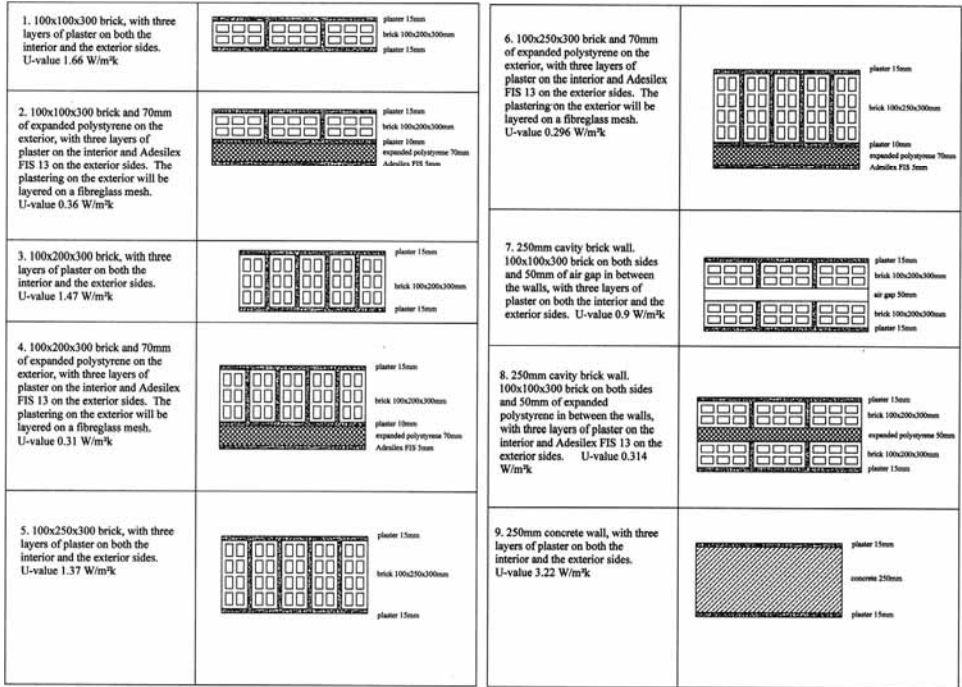 1. 100x100x300 brick, with three
layers of plaster on both the
interior and the exterior sides.
U-value 1.66 W/m²k
plaster 15mm
brick 100x200x300mm
plaster 15mm
2. 100x100x300 brick and 70mm
of expanded polystyrene on the
exterior, with three layers of
plaster on the interior and Adesilex
FIS 13 on the exterior sides. The
plastering on the exterior will be
layered on a fibreglass mesh.
U-value 0.36 W/m²k
plaster 15mm
brick 100x200x300mm
plaster 10mm
expanded polystyrene 70mm
Adesilex FIS 5mm
3. 100x200x300 brick, with three
layers of plaster on both the
interior and the exterior sides.
U-value 1.47 W/m²k
plaster 15mm
brick 100x200x300mm
plaster 15mm
4. 100x200x300 brick and 70mm
of expanded polystyrene on the
exterior, with three layers of
plaster on the interior and Adesilex
FIS 13 on the exterior sides. The
plastering on the exterior will be
layered on a fibreglass mesh.
U-value 0.31 W/m²k
plaster 15mm
brick 100x200x300mm
plaster 10mm
expanded polystyrene 70mm
Adesilex FIS 5mm
5. 100x250x300 brick, with three
layers of plaster on both the
interior and the exterior sides.
U-value 1.37 W/m²k
plaster 15mm
brick 100x250x300mm
plaster 15mm
6. 100x250x300 brick and 70mm
of expanded polystyrene on the
exterior, with three layers of
plaster on the interior and Adesilex
FIS 13 on the exterior sides. The
plastering on the exterior will be
layered on a fibreglass mesh.
U-value 0.296 W/m²k
plaster 15mm
brick 100x250x300mm
plaster 10mm
expanded polystyrene 70mm
Adesilex FIS 5mm
7. 250mm cavity brick wall.
100x100x300 brick on both sides
and 50mm of air gap in between
the walls, with three layers of
plaster on both the interior and the
exterior sides. U-value 0.9 W/m²k
plaster 15mm
brick 100x200x300mm
air gap 50mm
brick 100x200x300mm
plaster 15mm
8. 250mm cavity brick wall.
100x100x300 brick on both sides
and 50mm of expanded
polystyrene in between the walls,
with three layers of plaster on the
interior and Adesilex FIS 13 on the
exterior sides. U-value 0.314
W/m²k
plaster 15mm
brick 100x200x300mm
expanded polystyrene 50mm
brick 100x200x300mm
plaster 15mm
9. 250mm concrete wall, with three
layers of plaster on both the
interior and the exterior sides.
U-value 3.22 W/m²k
plaster 15mm
concrete 250mm
plaster 15mm